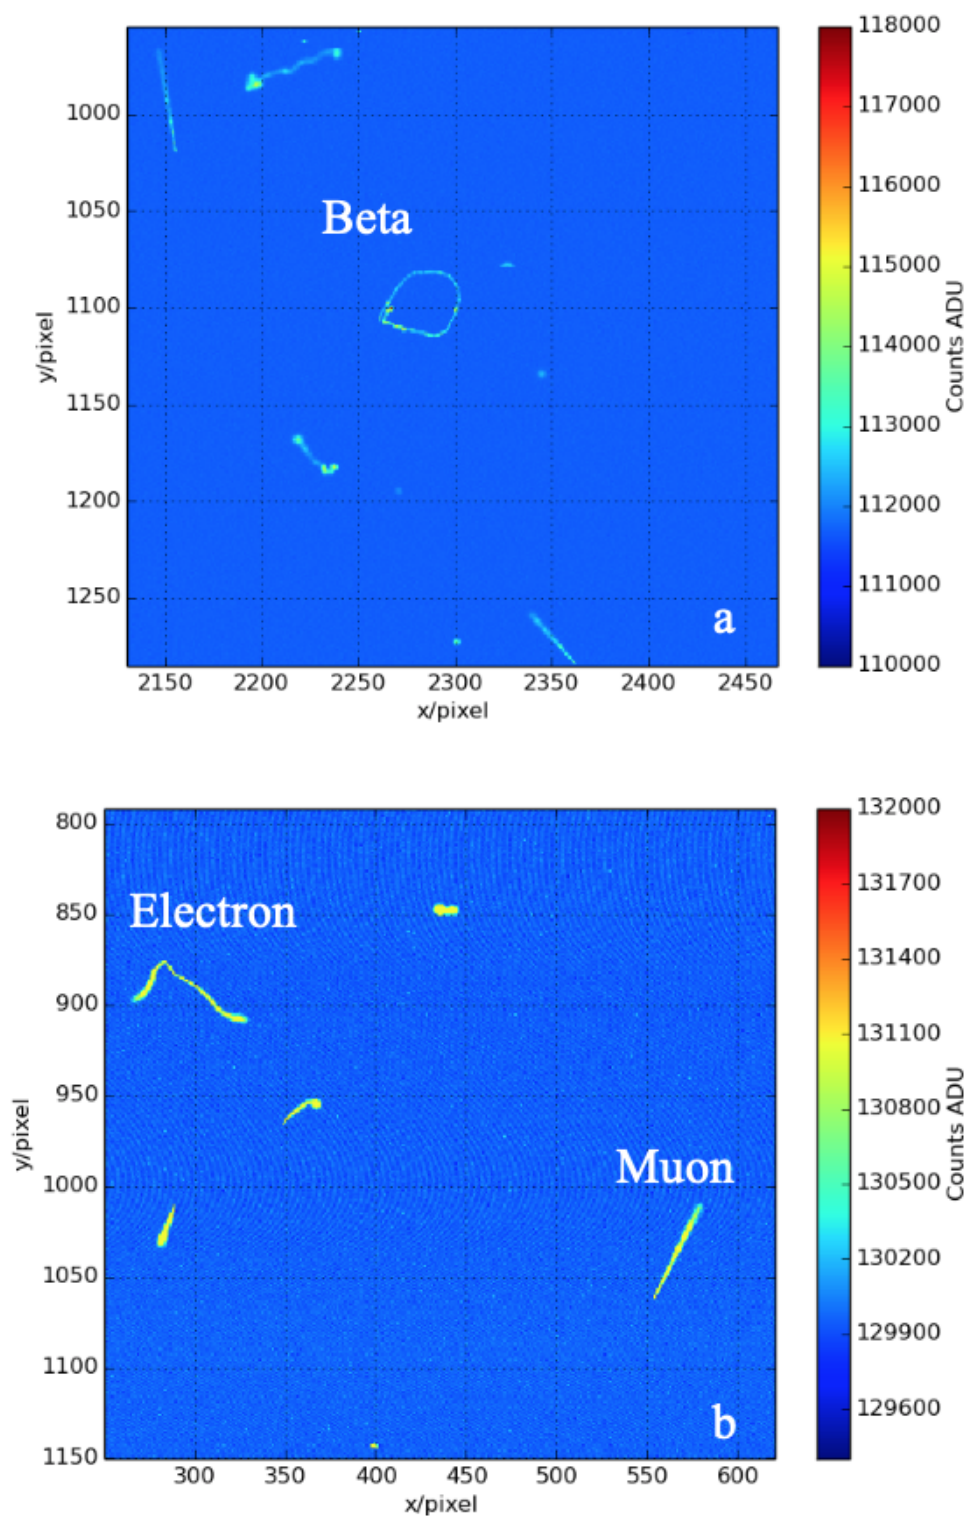 118000
117000
116000
115000
114000
113000
112000
111000
110000
Counts ADU
1000
1050
1100
1150
1200
1250
y/pixel
Beta
a
2150 2200 2250 2300 2350 2400 2450
x/pixel
132000
131700
131400
131100
130800
130500
130200
129900
129600
Counts ADU
800
850
900
950
1000
1050
1100
1150
y/pixel
Electron
Muon
b
300 350 400 450 500 550 600
x/pixel